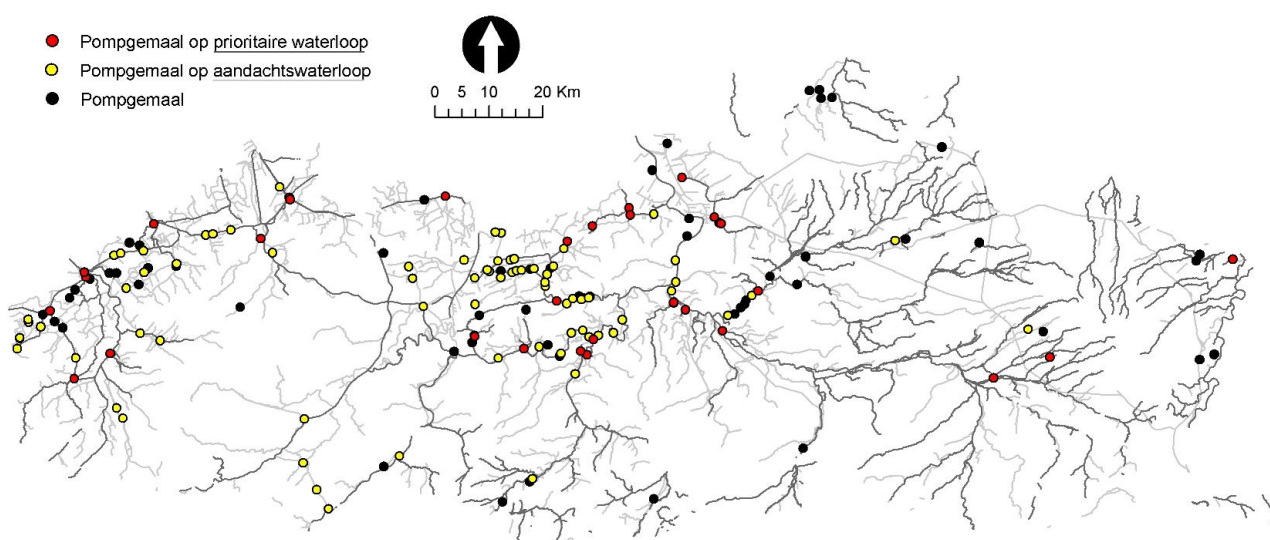 Pompgemaal op prioritaire waterloop
Pompgemaal op aandachtswaterloop
Pompgemaal
0 5 10 20 Km